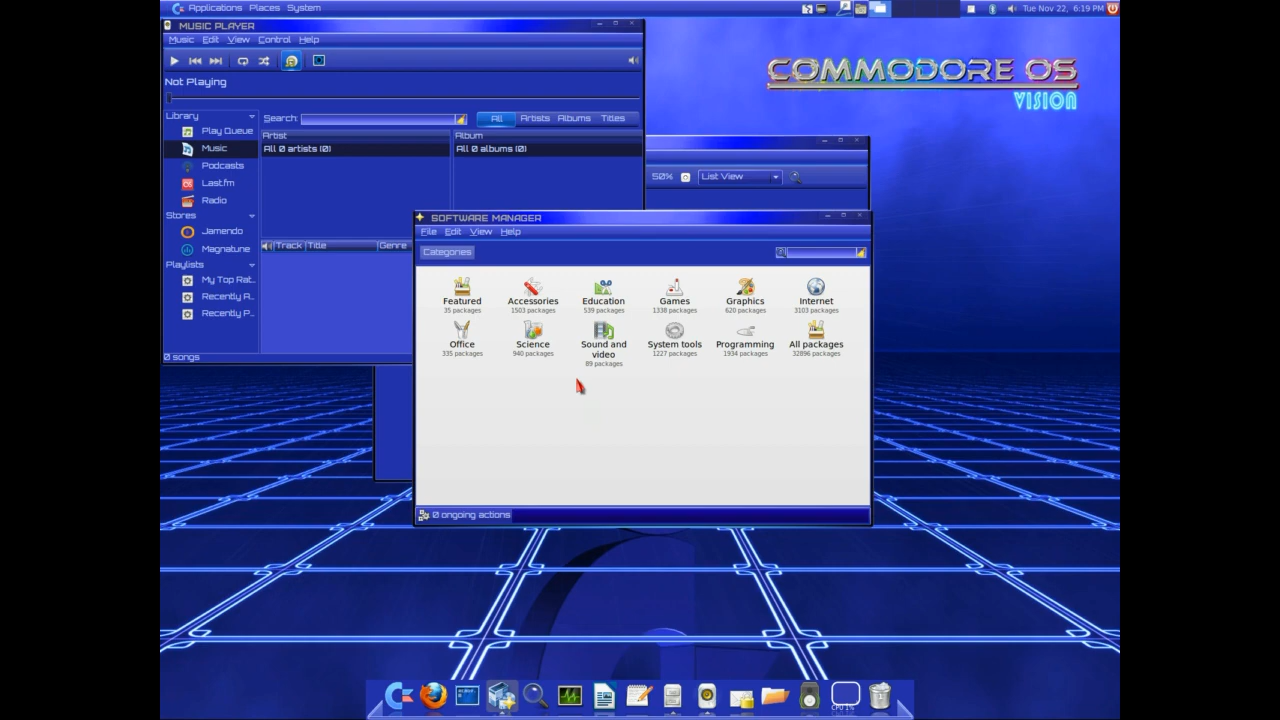 Applications Places System
Tue Nov 22, 6:19 PM
MUSIC PLAYER
Music Edit View Control Help
Not Playing
COMMODORE OS
VISION
Library
Play Queue
Music
Podcasts
Last.fm
Radio
Stores
Jamendo
Magnatune
Playlists
My Top Rat..
Recently A..
Recently P..
0 songs
Search:
All Artists Albums Titles
Artist Album
All 0 artists (0) All 0 albums (0)
Track Title Genre
50% List View
SOFTWARE MANAGER
File Edit View Help
Categories
Featured Accessories Education Games Graphics Internet
35 packages 1503 packages 539 packages 1338 packages 620 packages 3103 packages
Office Science Sound and video System tools Programming All packages
335 packages 940 packages 89 packages 1227 packages 1934 packages 32896 packages
0 ongoing actions